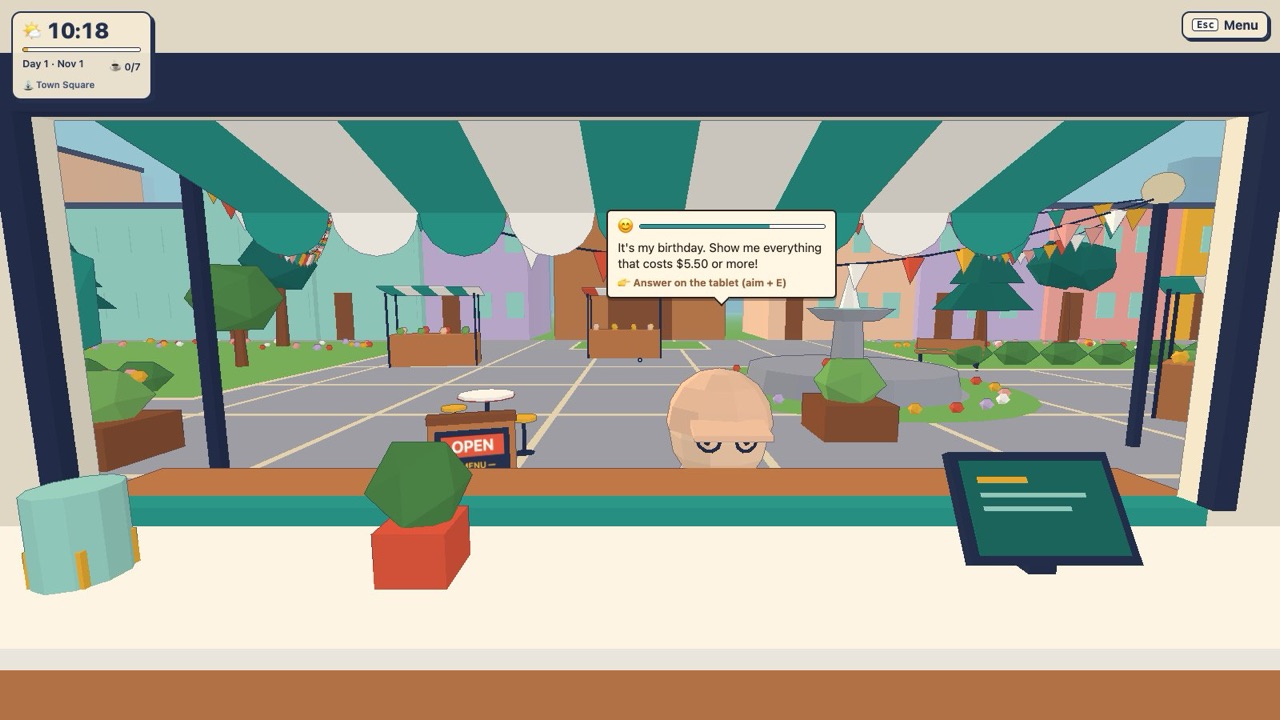 10:18
Day 1 · Nov 1
0/7
Town Square
Esc Menu
It's my birthday. Show me everything
that costs $5.50 or more!
Answer on the tablet (aim + E)
OPEN
MENU